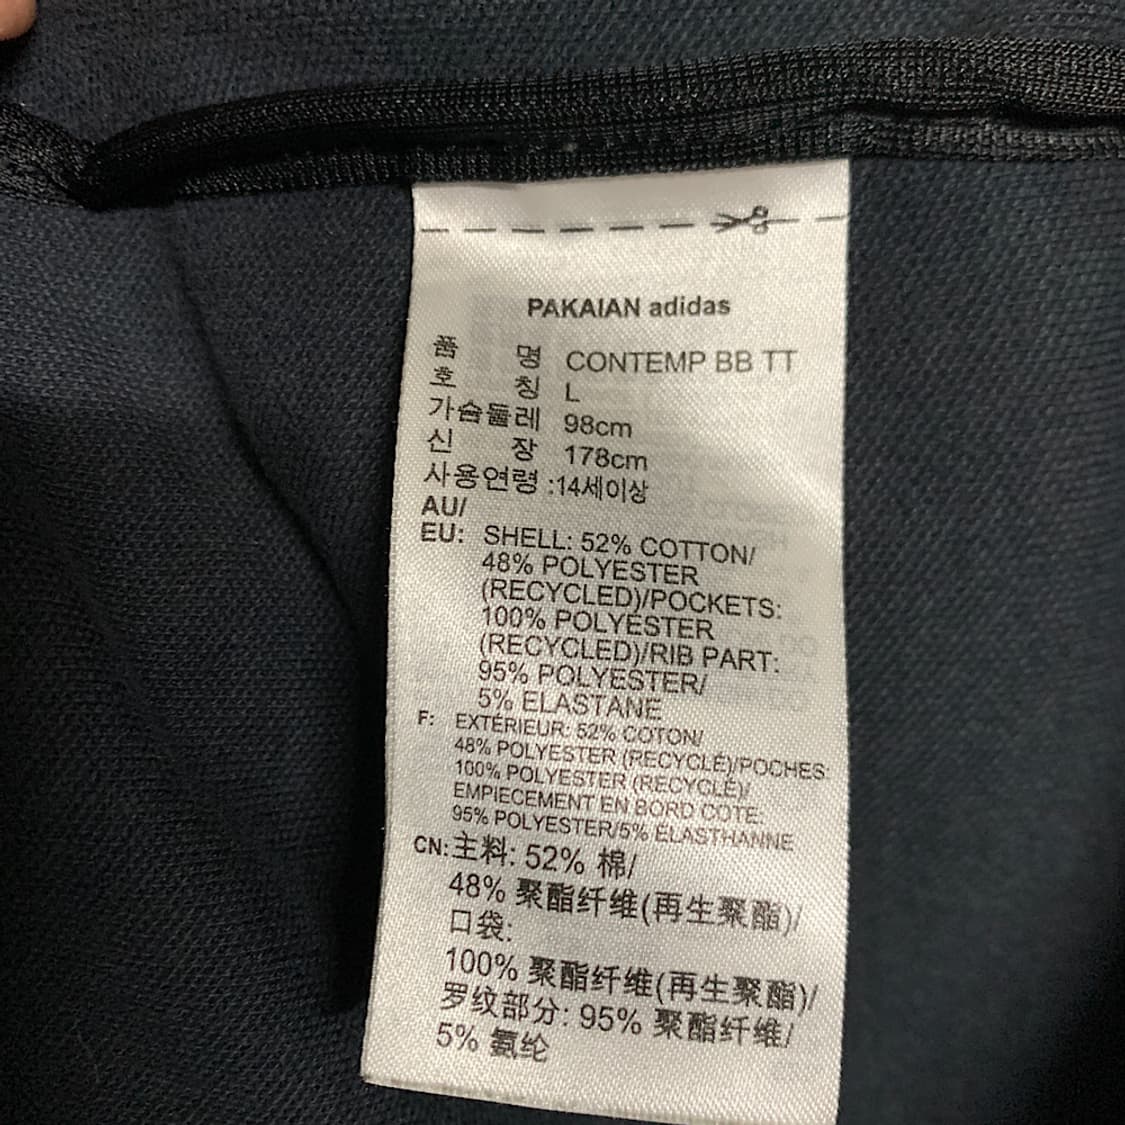 PAKAIAN adidas
품 명 CONTEMP BB TT
호 칭 L
가슴둘레 98cm
신 장 178cm
사용연령 :14세이상
AU/
EU: SHELL: 52% COTTON/
48% POLYESTER
(RECYCLED)/POCKETS:
100% POLYESTER
(RECYCLED)/RIB PART:
95% POLYESTER/
5% ELASTANE
F: EXTÉRIEUR: 52% COTON/
48% POLYESTER (RECYCLÉ)/POCHES:
100% POLYESTER (RECYCLÉ)/
EMPIECEMENT EN BORD COTE:
95% POLYESTER/5% ELASTHANNE
CN:主料: 52% 棉/
48% 聚酯纤维(再生聚酯)/
口袋:
100% 聚酯纤维(再生聚酯)/
罗纹部分: 95% 聚酯纤维/
5% 氨纶